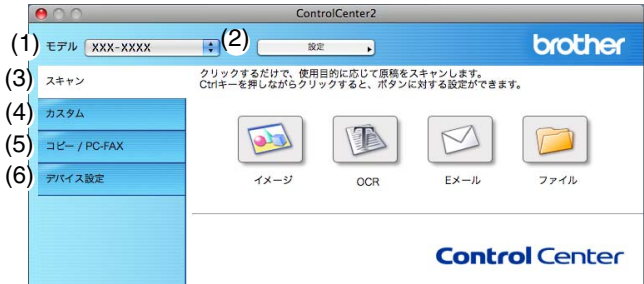 ControlCenter2
(1) モデル XXX-XXXX (2) 設定 brother
(3) スキャン
クリックするだけで、使用目的に応じて原稿をスキャンします。
Ctrlキーを押しながらクリックすると、ボタンに対する設定ができます。
(4) カスタム
(5) コピー / PC-FAX
(6) デバイス設定
イメージ OCR Eメール ファイル
Control Center